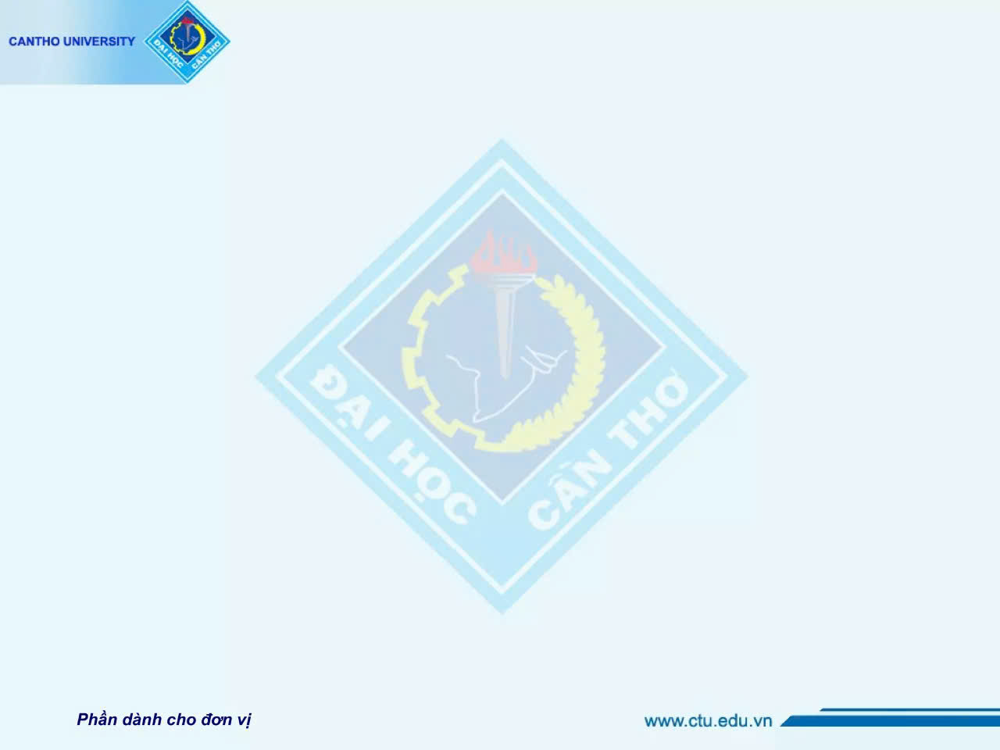 CANTHO UNIVERSITY
ĐẠI HỌC CẦN THƠ
ĐẠI HỌC CẦN THƠ
Phần dành cho đơn vị
www.ctu.edu.vn